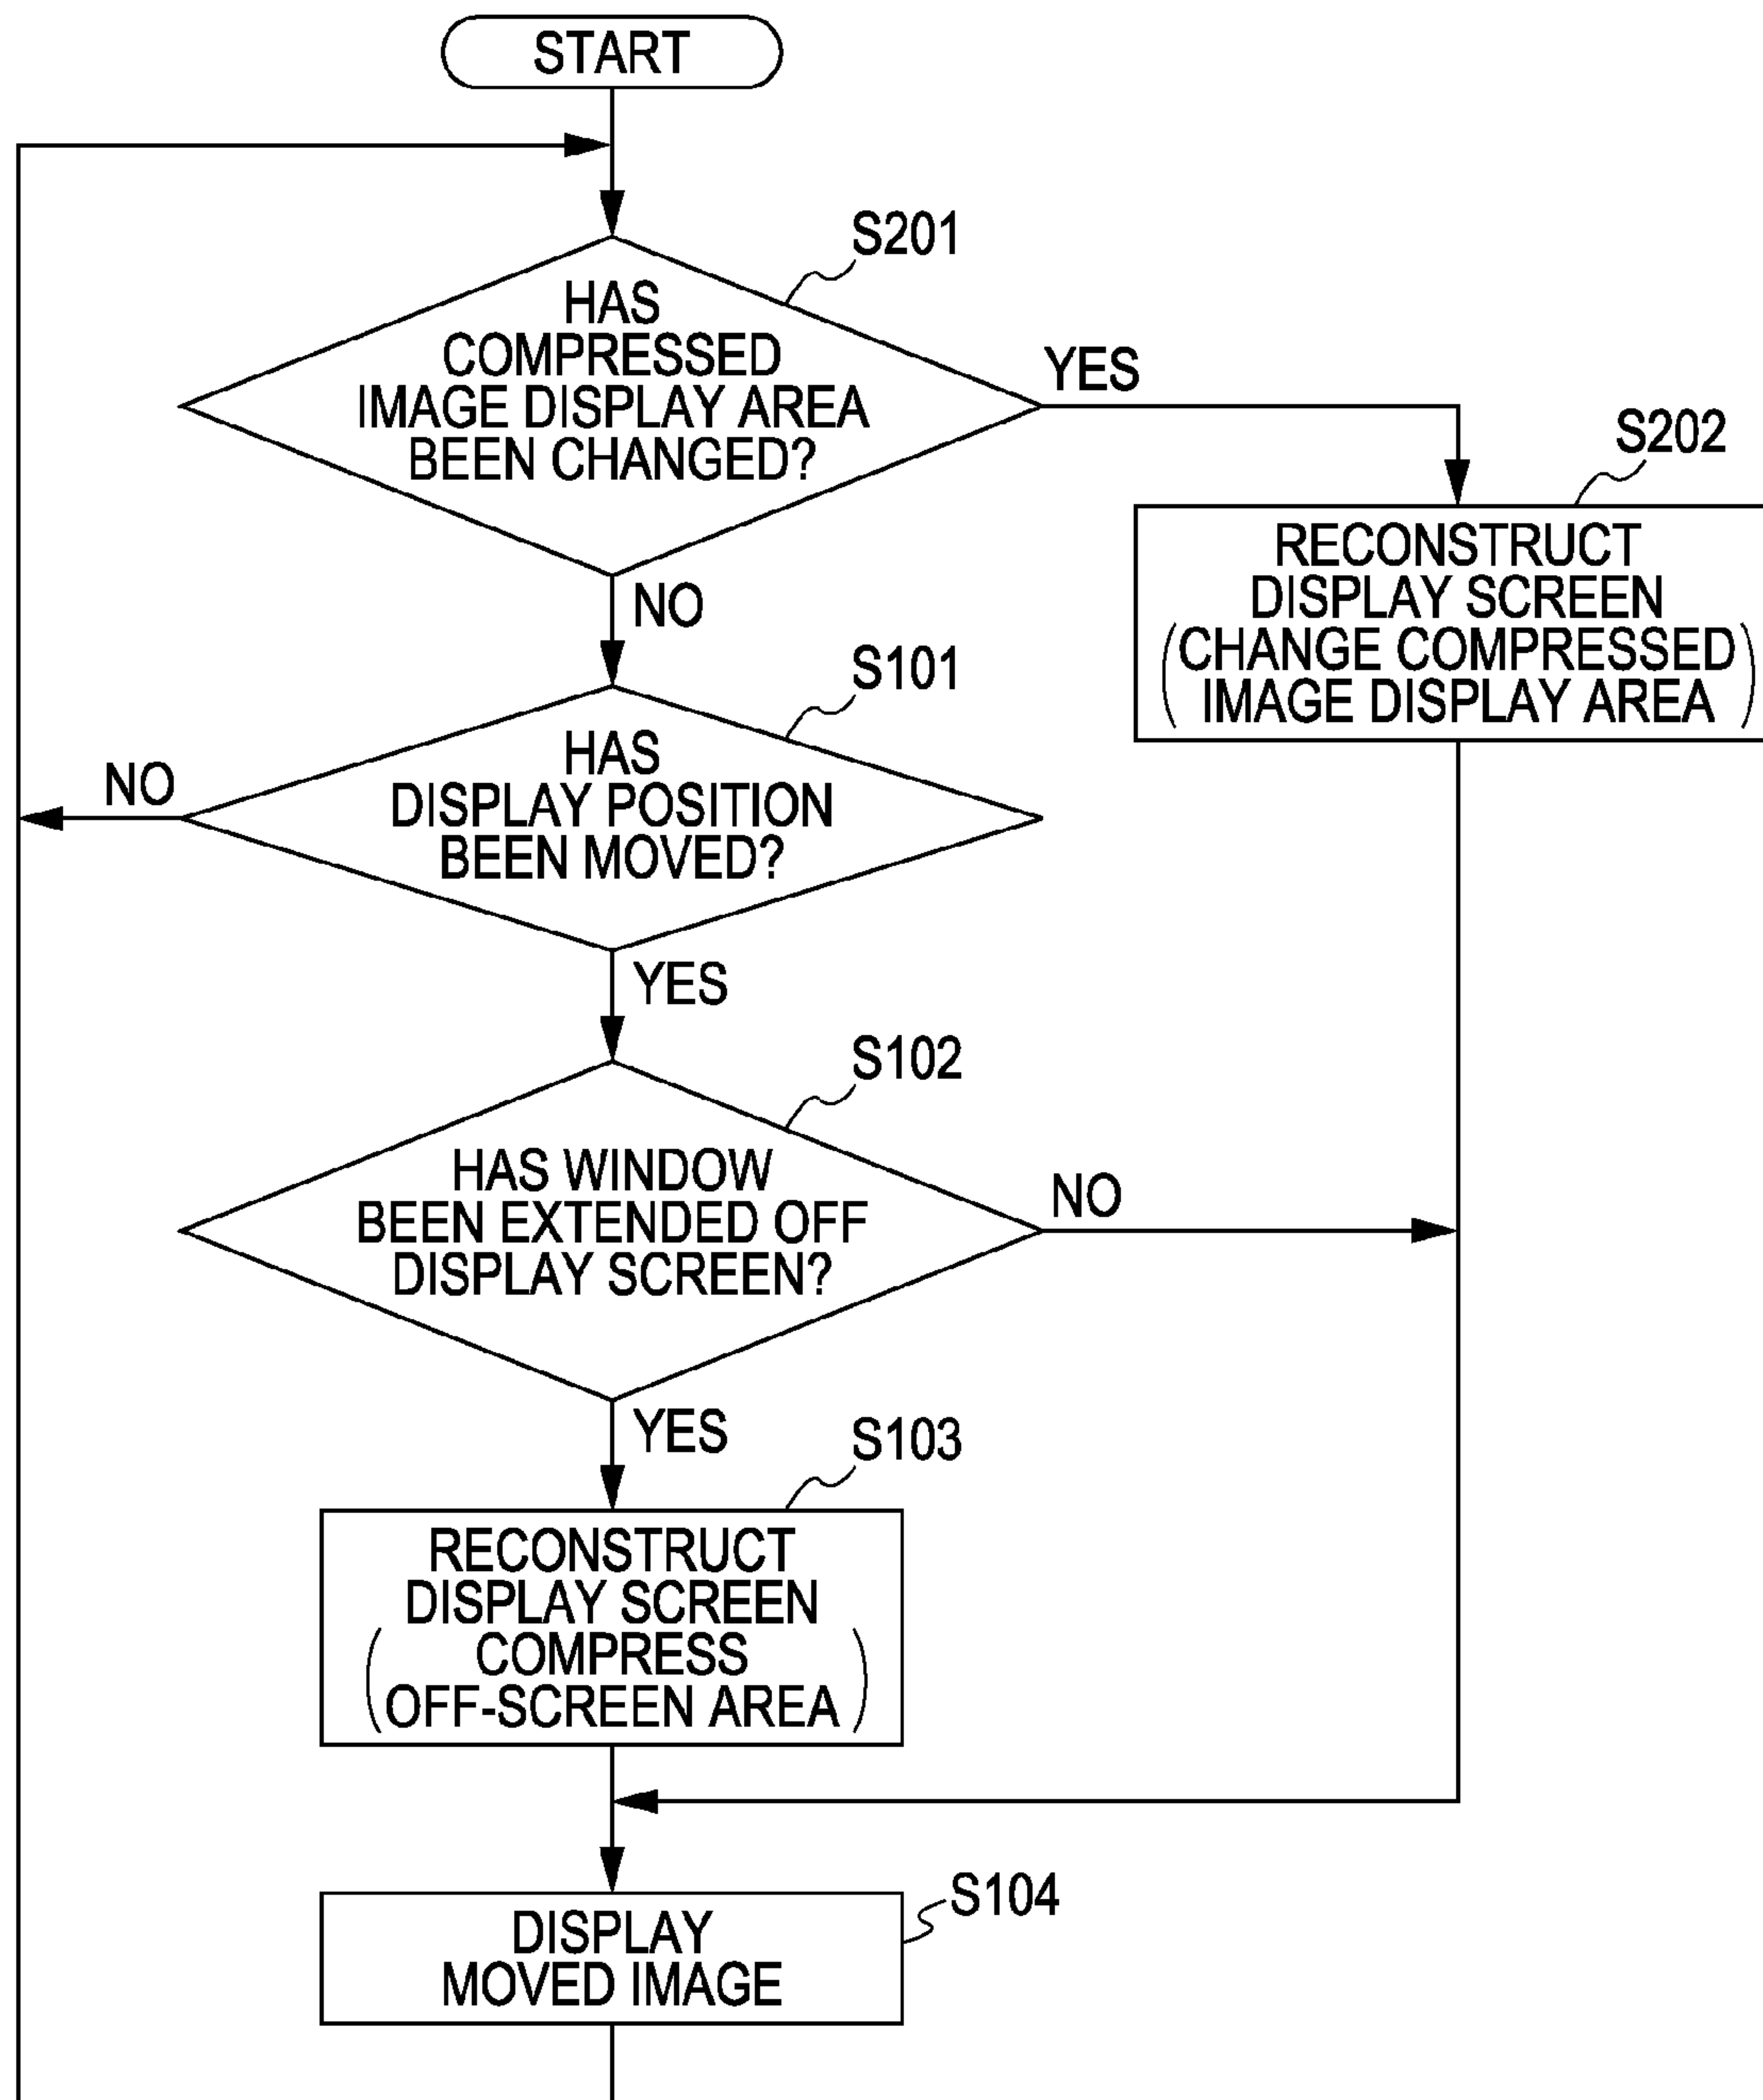 START
S201
HAS
COMPRESSED
IMAGE DISPLAY AREA
BEEN CHANGED?
YES
S202
RECONSTRUCT
DISPLAY SCREEN
(CHANGE COMPRESSED
IMAGE DISPLAY AREA)
NO
S101
HAS
DISPLAY POSITION
BEEN MOVED?
NO
YES
S102
HAS WINDOW
BEEN EXTENDED OFF
DISPLAY SCREEN?
NO
YES
S103
RECONSTRUCT
DISPLAY SCREEN
(COMPRESS
OFF-SCREEN AREA)
S104
DISPLAY
MOVED IMAGE